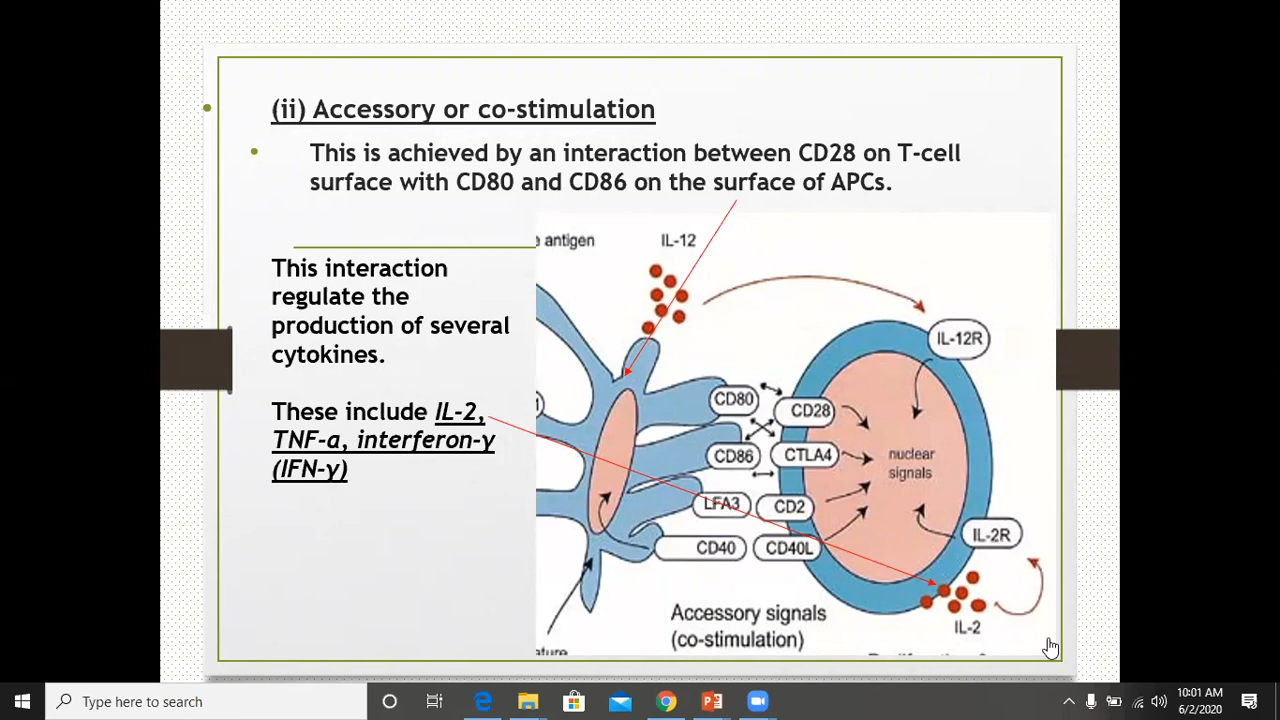 (ii) Accessory or co-stimulation
This is achieved by an interaction between CD28 on T-cell
surface with CD80 and CD86 on the surface of APCs.
This interaction
regulate the
production of several
cytokines.
These include IL-2,
TNF-a, interferon-γ
(IFN-γ)
antigen
IL-12
IL-12R
CD80
CD28
CD86
CTLA4
nuclear
signals
LFA3
CD2
CD40
CD40L
IL-2R
IL-2
Accessory signals
(co-stimulation)
Type here to search
10:01 AM
6/2/2020